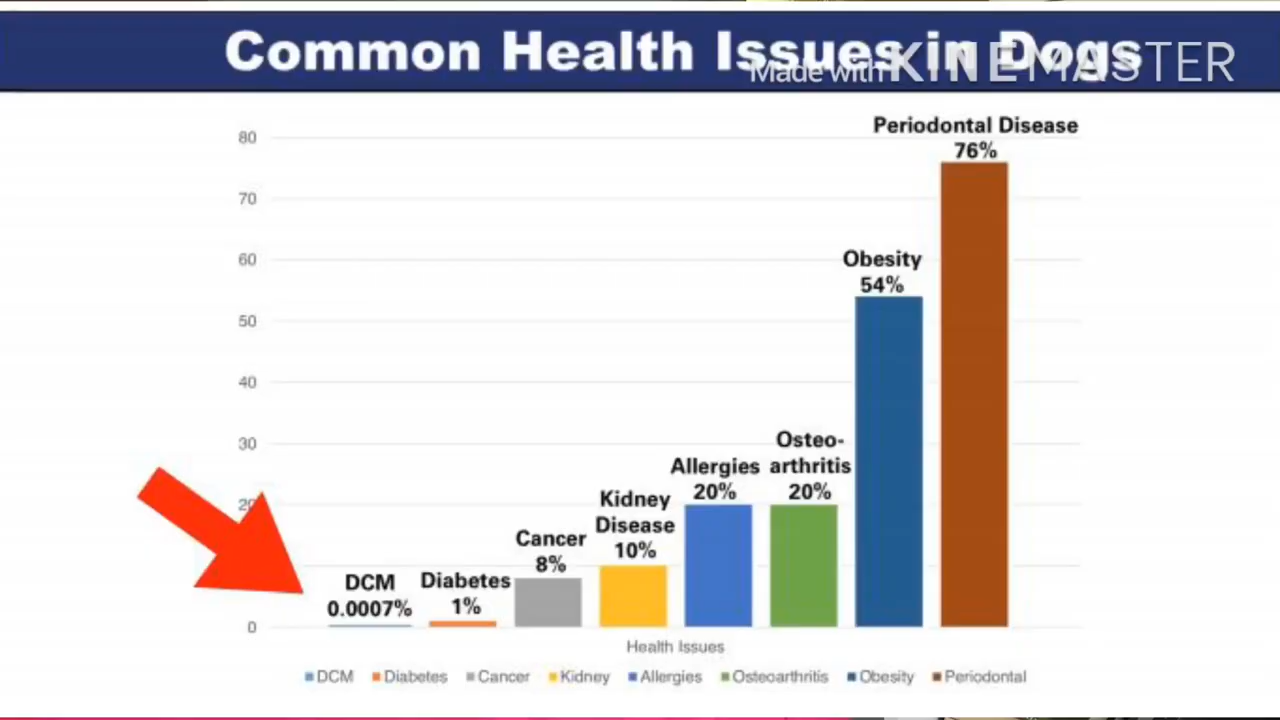 Common Health Issues in Dogs
Made with KINEMASTER
Periodontal Disease
76%
80
70
60
50
40
30
20
0
Obesity
54%
Osteo-
arthritis
20%
Allergies
20%
Kidney
Disease
10%
Cancer
8%
Diabetes
1%
DCM
0.0007%
Health Issues
DCM Diabetes Cancer Kidney Allergies Osteoarthritis Obesity Periodontal